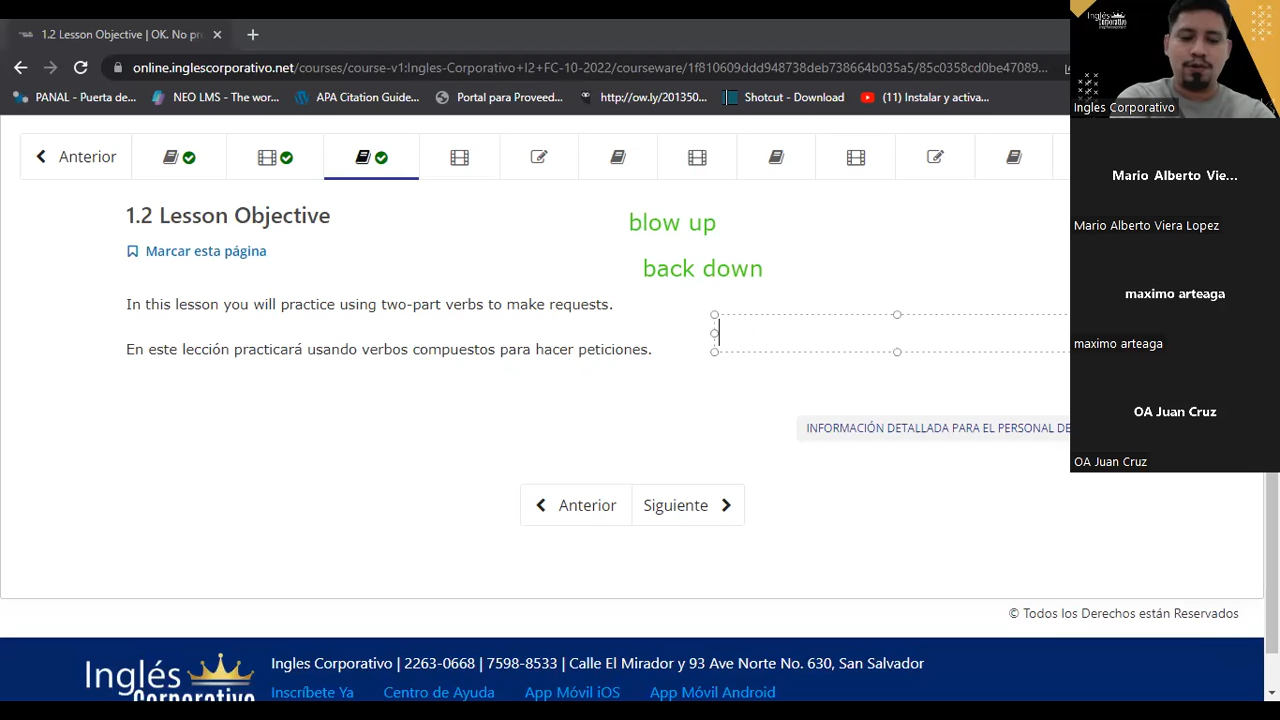 1.2 Lesson Objective | OK. No pr
online.inglescorporativo.net/courses/course-v1:Ingles-Corporativo+I2+FC-10-2022/courseware/1f810609ddd948738deb738664b035a5/85c0358cd0be47089...
PANAL - Puerta de... NEO LMS - The wor... APA Citation Guide... Portal para Proveed... http://ow.ly/201350... Shotcut - Download (11) Instalar y activa...
Inglés
Ingles Corporativo
Anterior
Mario Alberto Vie...
Mario Alberto Viera Lopez
1.2 Lesson Objective
blow up
Marcar esta página
back down
In this lesson you will practice using two-part verbs to make requests.
maximo arteaga
maximo arteaga
En este lección practicará usando verbos compuestos para hacer peticiones.
OA Juan Cruz
INFORMACIÓN DETALLADA PARA EL PERSONAL DE
OA Juan Cruz
Anterior Siguiente
© Todos los Derechos están Reservados
Inglés
Corporativo
Ingles Corporativo | 2263-0668 | 7598-8533 | Calle El Mirador y 93 Ave Norte No. 630, San Salvador
Inscríbete Ya Centro de Ayuda App Móvil iOS App Móvil Android